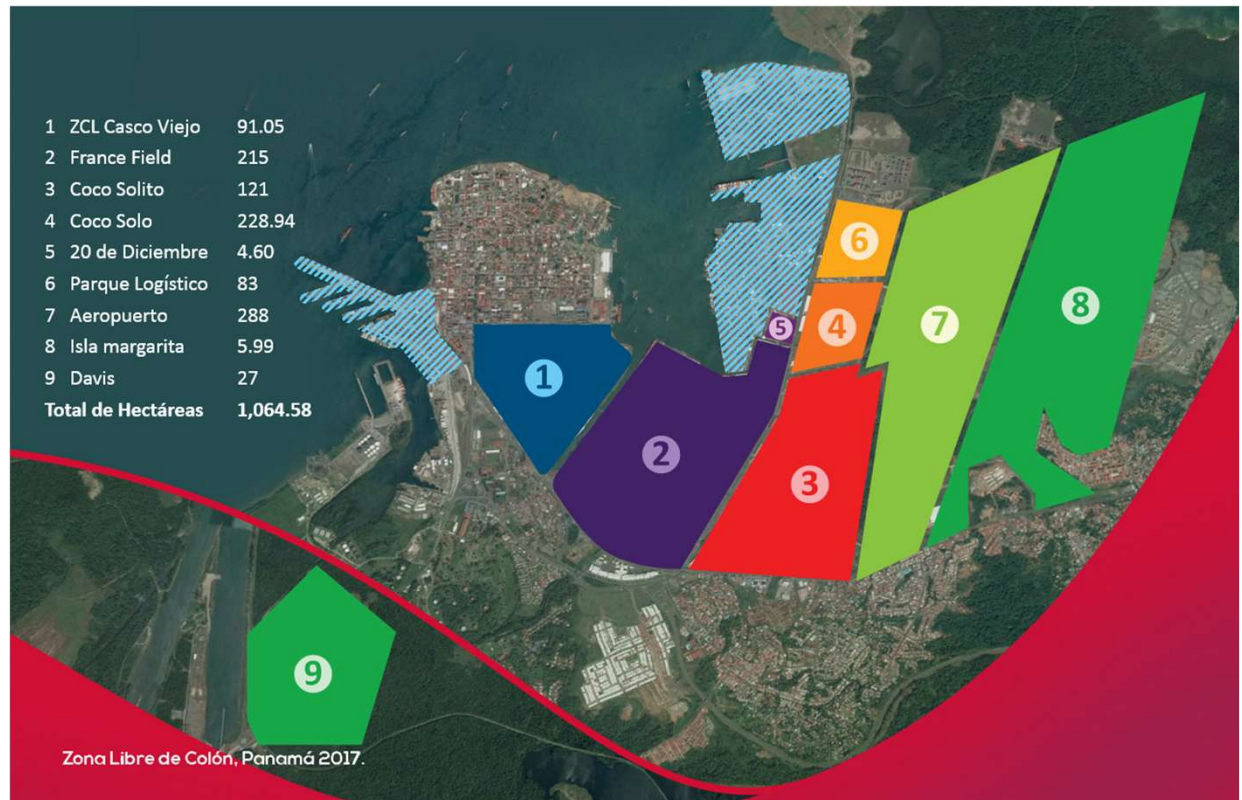 1 ZCL Casco Viejo 91.05
2 France Field 215
3 Coco Solito 121
4 Coco Solo 228.94
5 20 de Diciembre 4.60
6 Parque Logístico 83
7 Aeropuerto 288
8 Isla margarita 5.99
9 Davis 27
Total de Hectáreas 1,064.58
6
8
7
4
5
1
2
3
9
Zona Libre de Colón, Panamá 2017.